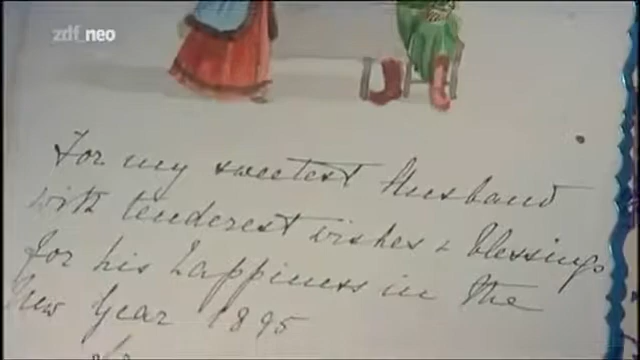 zdf_neo
For my sweetest Husband
with tenderest wishes & blessings
for his happiness in the
New Year 1895